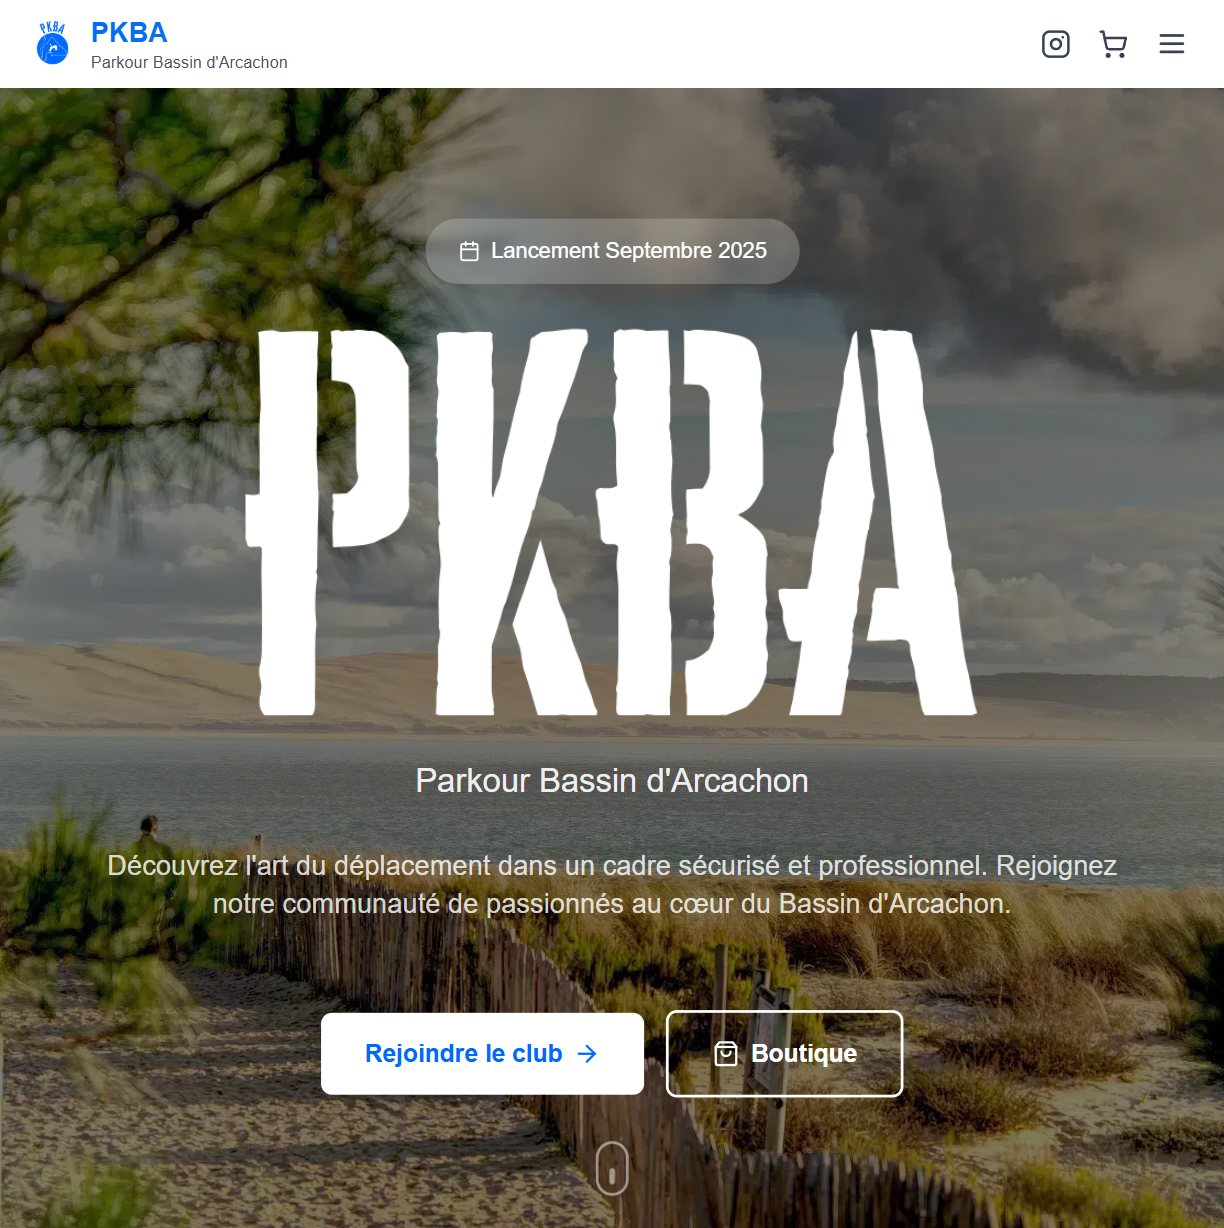 PKBA
PKBA
Parkour Bassin d'Arcachon
Lancement Septembre 2025
PKBA
Parkour Bassin d'Arcachon
Découvrez l'art du déplacement dans un cadre sécurisé et professionnel. Rejoignez
notre communauté de passionnés au cœur du Bassin d'Arcachon.
Rejoindre le club
Boutique